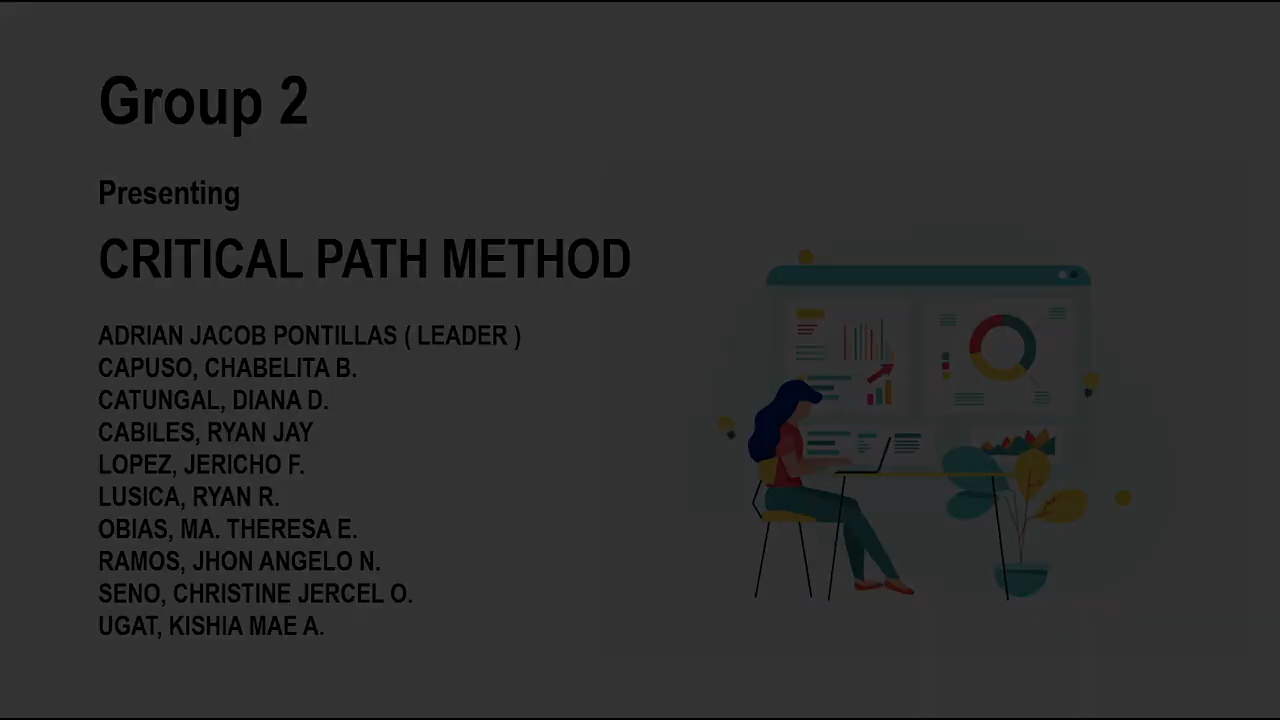 Group 2
Presenting
CRITICAL PATH METHOD
ADRIAN JACOB PONTILLAS ( LEADER )
CAPUSO, CHABELITA B.
CATUNGAL, DIANA D.
CABILES, RYAN JAY
LOPEZ, JERICHO F.
LUSICA, RYAN R.
OBIAS, MA. THERESA E.
RAMOS, JHON ANGELO N.
SENO, CHRISTINE JERCEL O.
UGAT, KISHIA MAE A.